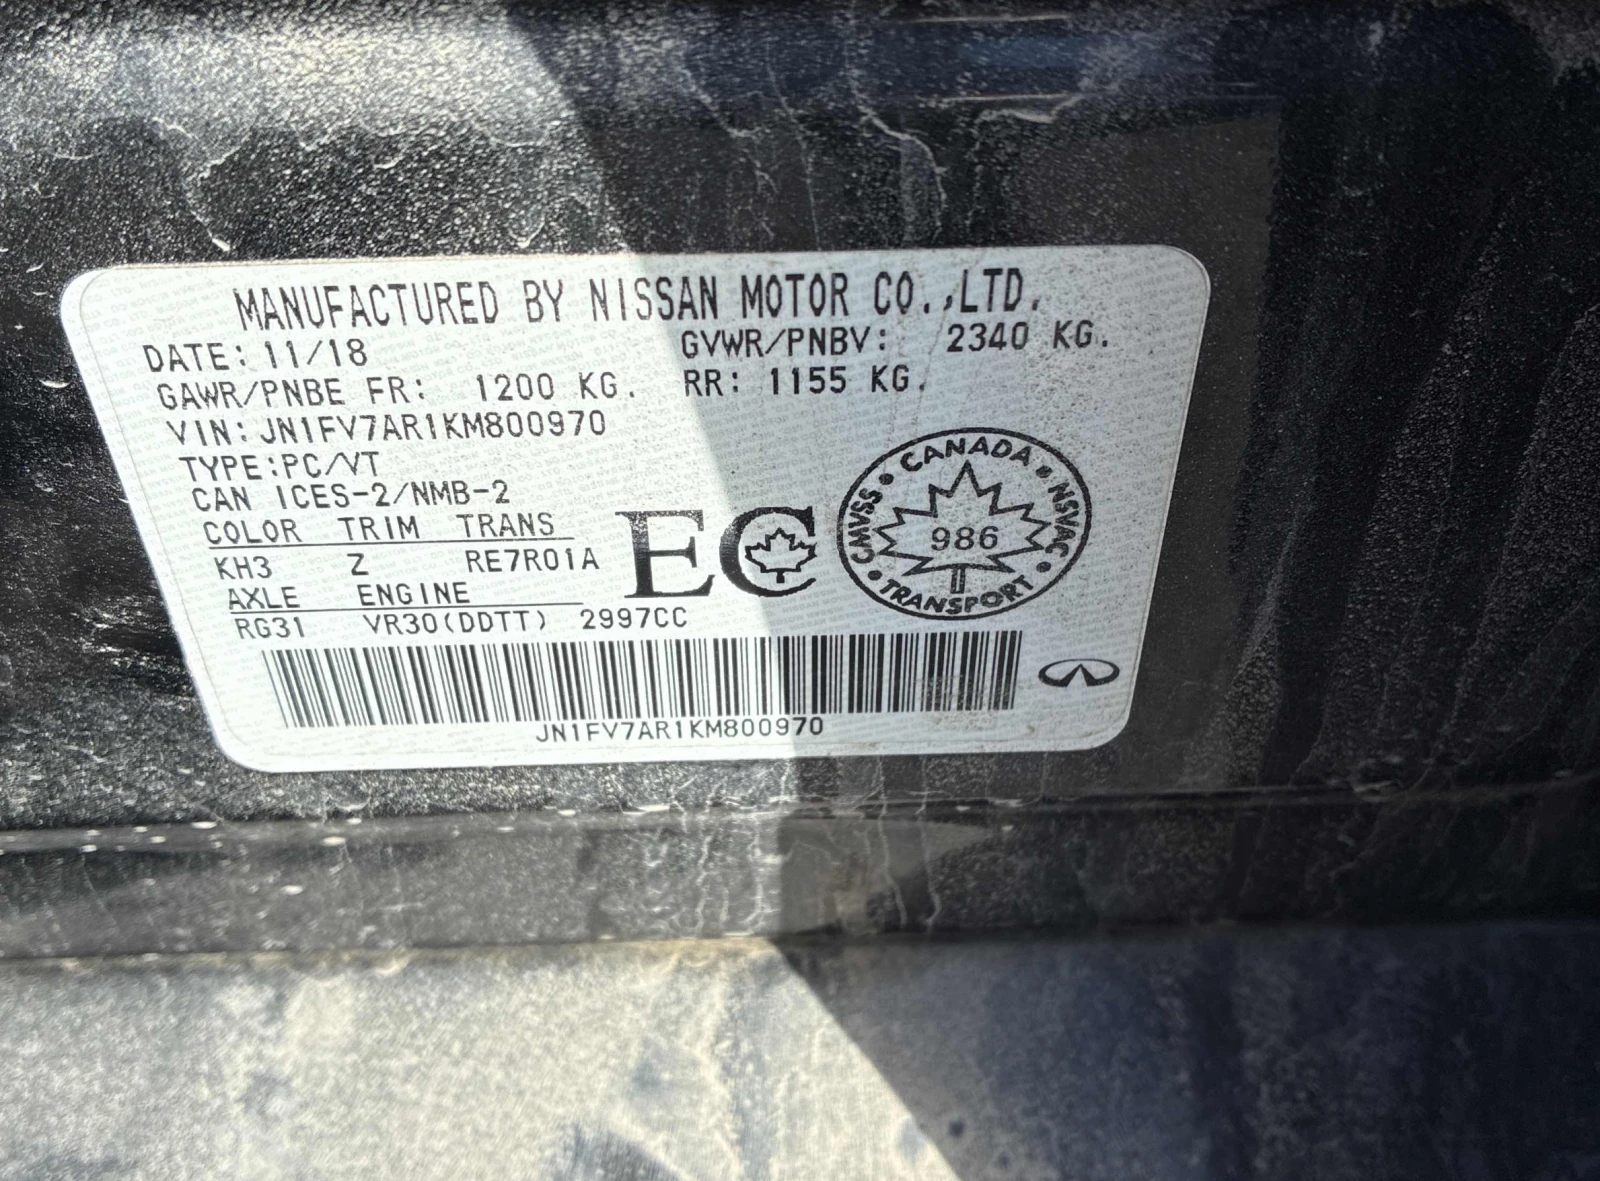 MANUFACTURED BY NISSAN MOTOR CO.,LTD.
DATE: 11/18 GVWR/PNBV: 2340 KG.
GAWR/PNBE FR: 1200 KG. RR: 1155 KG.
VIN: JN1FV7AR1KM800970
TYPE:PC/VT
CAN ICES-2/NMB-2
COLOR TRIM TRANS
KH3 Z RE7R01A
AXLE ENGINE
RG31 VR30(DDTT) 2997CC
EC
CANADA
CMVSS 986 NSVAC
TRANSPORT
JN1FV7AR1KM800970